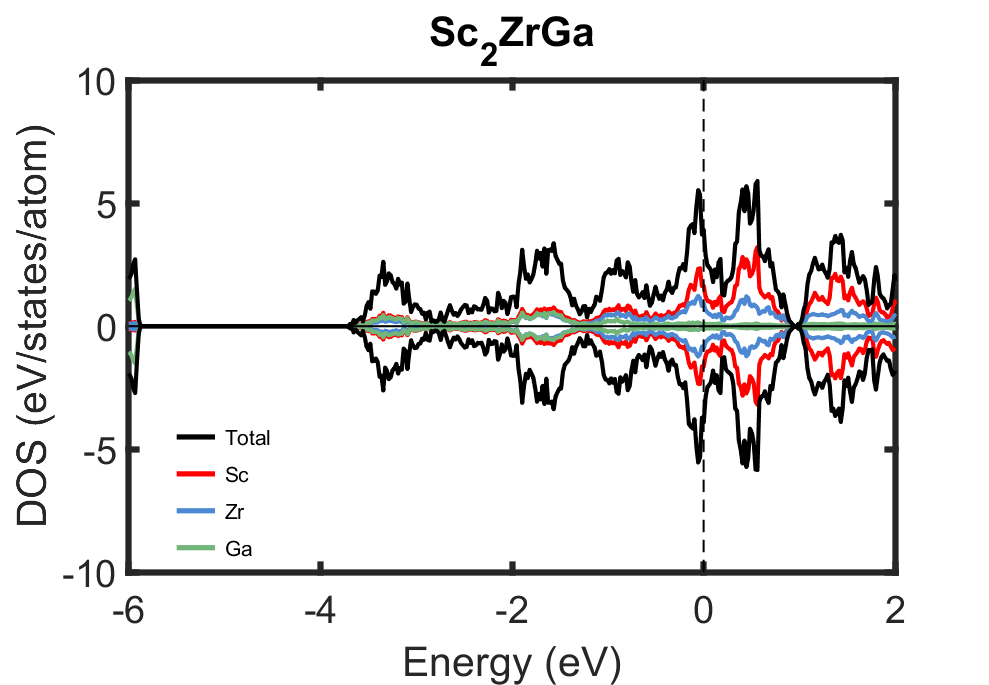 Sc2ZrGa
DOS (eV/states/atom)
10
5
0
-5
-10
Total
Sc
Zr
Ga
-6 -4 -2 0 2
Energy (eV)